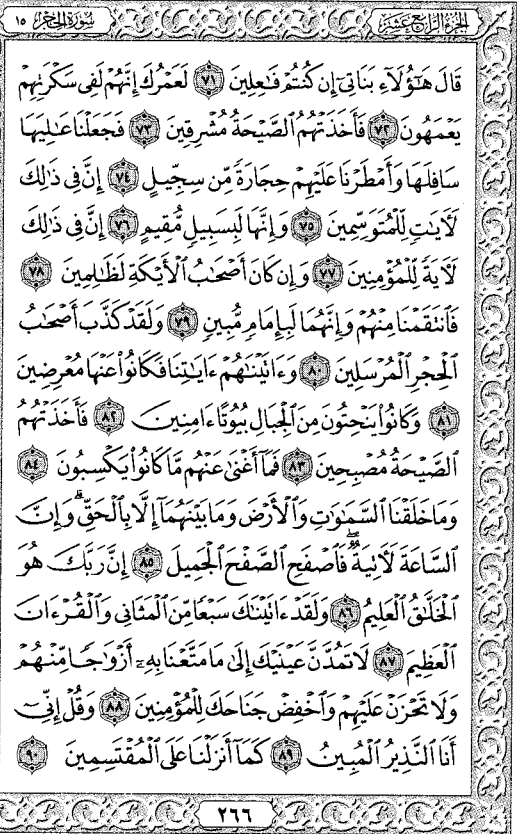 الجزء الرابع عشر سورة الحجر ١٥
قَالَ هَٰٓؤُلَآءِ بَنَاتِىٓ إِن كُنتُمْ فَٰعِلِينَ ٧١ لَعَمْرُكَ إِنَّهُمْ لَفِى سَكْرَتِهِمْ
يَعْمَهُونَ ٧٢ فَأَخَذَتْهُمُ ٱلصَّيْحَةُ مُشْرِقِينَ ٧٣ فَجَعَلْنَا عَٰلِيَهَا
سَافِلَهَا وَأَمْطَرْنَا عَلَيْهِمْ حِجَارَةً مِّن سِجِّيلٍ ٧٤ إِنَّ فِى ذَٰلِكَ
لَءَايَٰتٍ لِّلْمُتَوَسِّمِينَ ٧٥ وَإِنَّهَا لَبِسَبِيلٍ مُّقِيمٍ ٧٦ إِنَّ فِى ذَٰلِكَ
لَءَايَةً لِّلْمُؤْمِنِينَ ٧٧ وَإِن كَانَ أَصْحَٰبُ ٱلْأَيْكَةِ لَظَٰلِمِينَ ٧٨
فَٱنتَقَمْنَا مِنْهُمْ وَإِنَّهُمَا لَبِإِمَامٍ مُّبِينٍ ٧٩ وَلَقَدْ كَذَّبَ أَصْحَٰبُ
ٱلْحِجْرِ ٱلْمُرْسَلِينَ ٨٠ وَءَاتَيْنَٰهُمْ ءَايَٰتِنَا فَكَانُوا۟ عَنْهَا مُعْرِضِينَ
٨١ وَكَانُوا۟ يَنْحِتُونَ مِنَ ٱلْجِبَالِ بُيُوتًا ءَامِنِينَ ٨٢ فَأَخَذَتْهُمُ
ٱلصَّيْحَةُ مُصْبِحِينَ ٨٣ فَمَآ أَغْنَىٰ عَنْهُم مَّا كَانُوا۟ يَكْسِبُونَ ٨٤
وَمَا خَلَقْنَا ٱلسَّمَٰوَٰتِ وَٱلْأَرْضَ وَمَا بَيْنَهُمَآ إِلَّا بِٱلْحَقِّ ۗ وَإِنَّ
ٱلسَّاعَةَ لَءَاتِيَةٌ ۖ فَٱصْفَحِ ٱلصَّفْحَ ٱلْجَمِيلَ ٨٥ إِنَّ رَبَّكَ هُوَ
ٱلْخَلَّٰقُ ٱلْعَلِيمُ ٨٦ وَلَقَدْ ءَاتَيْنَٰكَ سَبْعًا مِّنَ ٱلْمَثَانِى وَٱلْقُرْءَانَ
ٱلْعَظِيمَ ٨٧ لَا تَمُدَّنَّ عَيْنَيْكَ إِلَىٰ مَا مَتَّعْنَا بِهِۦٓ أَزْوَٰجًا مِّنْهُمْ
وَلَا تَحْزَنْ عَلَيْهِمْ وَٱخْفِضْ جَنَاحَكَ لِلْمُؤْمِنِينَ ٨٨ وَقُلْ إِنِّىٓ
أَنَا ٱلنَّذِيرُ ٱلْمُبِينُ ٨٩ كَمَآ أَنزَلْنَا عَلَى ٱلْمُقْتَسِمِينَ ٩٠
٢٦٦